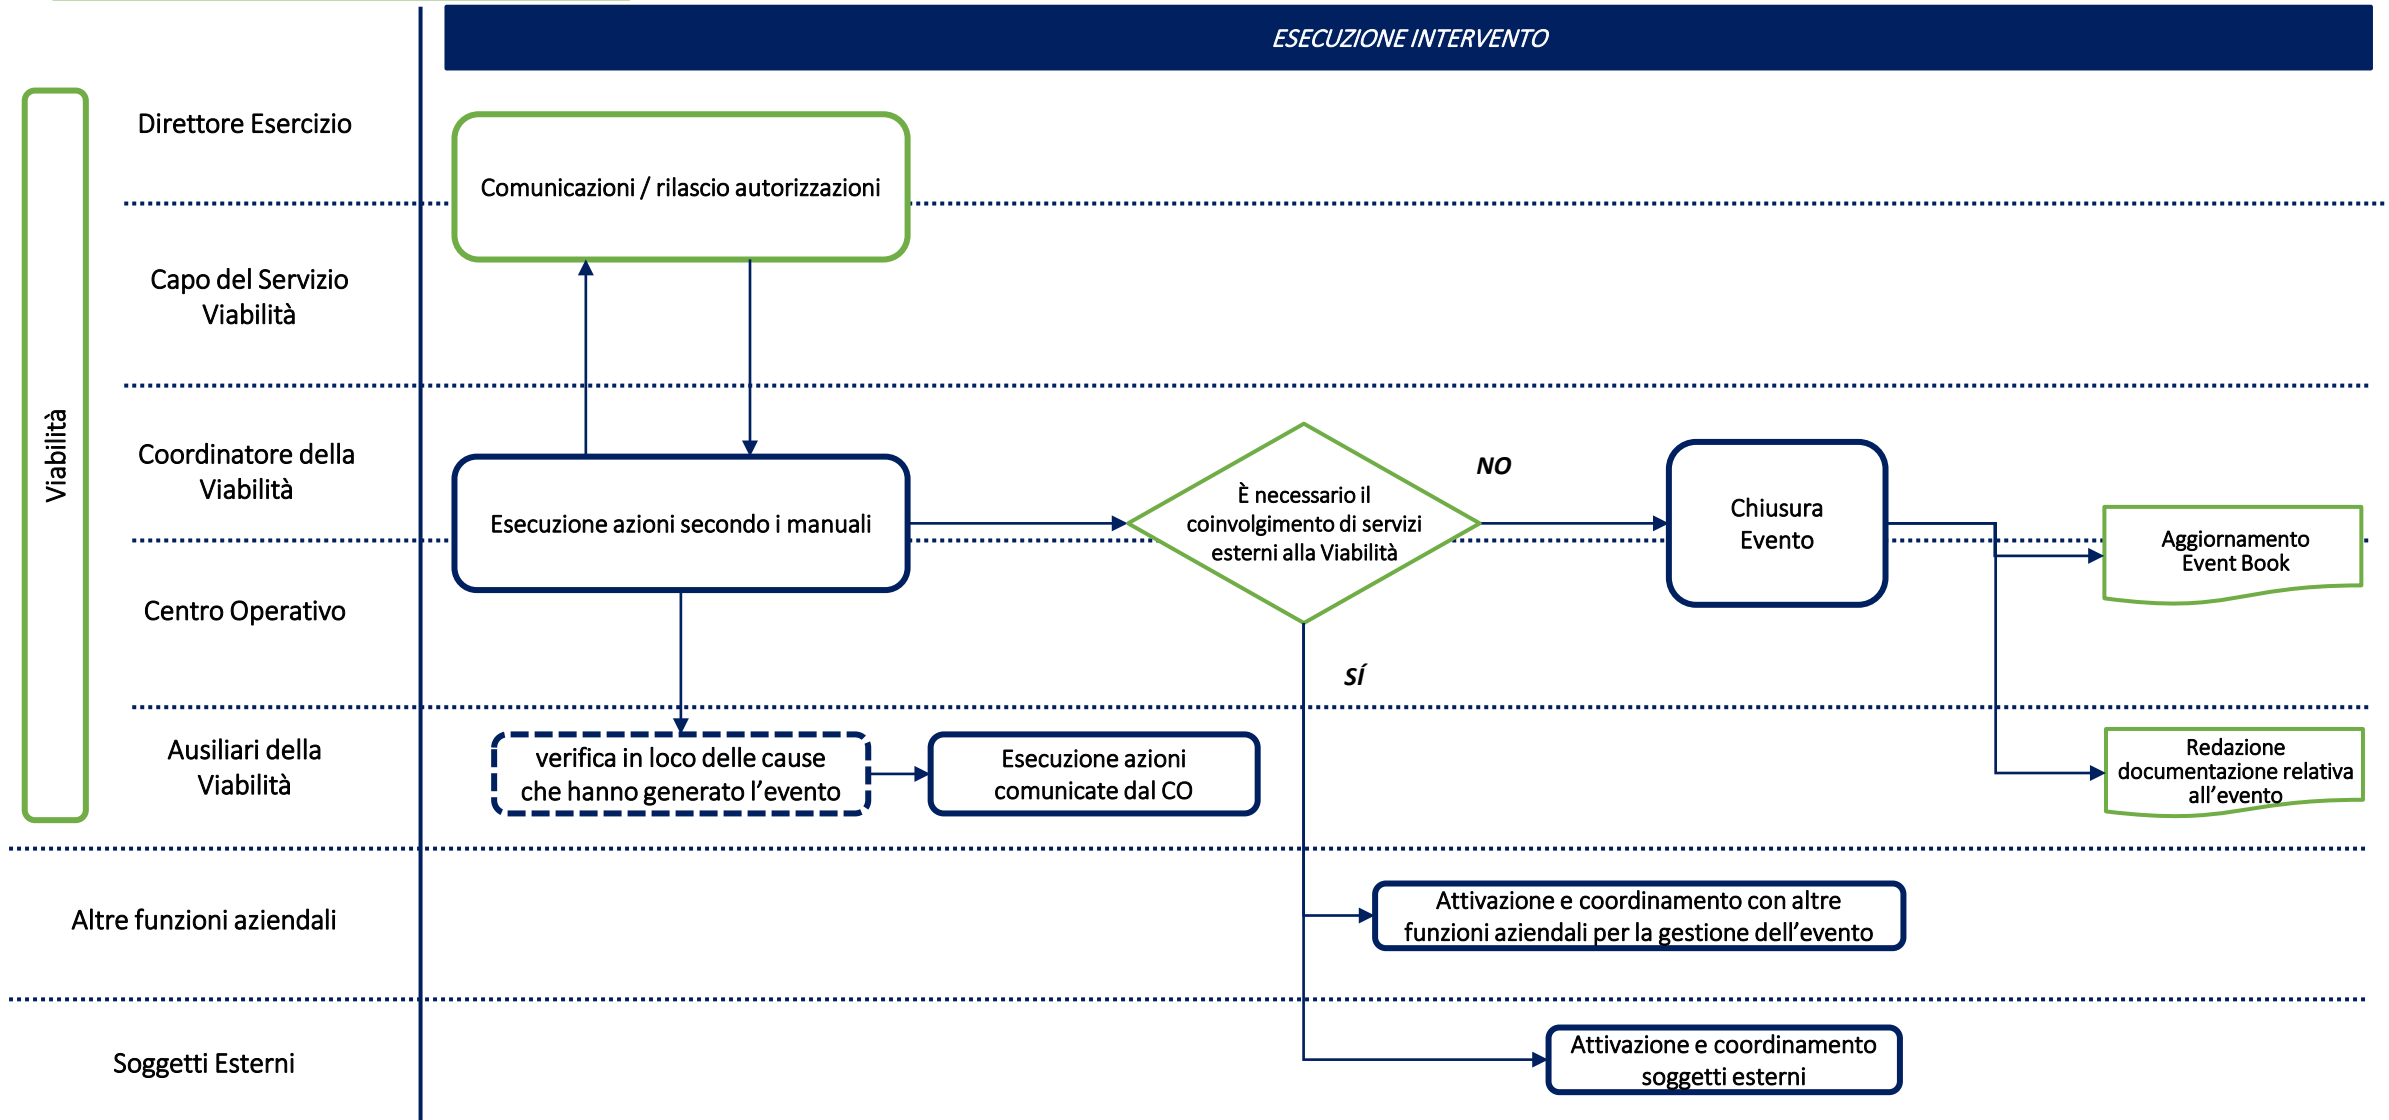 ESECUZIONE INTERVENTO
Viabilità
Direttore Esercizio
Comunicazioni / rilascio autorizzazioni
Capo del Servizio
Viabilità
Coordinatore della
Viabilità
Esecuzione azioni secondo i manuali
È necessario il
coinvolgimento di servizi
esterni alla Viabilità
NO
Chiusura
Evento
Aggiornamento
Event Book
Centro Operativo
SÍ
Ausiliari della
Viabilità
verifica in loco delle cause
che hanno generato l’evento
Esecuzione azioni
comunicate dal CO
Redazione
documentazione relativa
all’evento
Altre funzioni aziendali
Attivazione e coordinamento con altre
funzioni aziendali per la gestione dell’evento
Soggetti Esterni
Attivazione e coordinamento
soggetti esterni